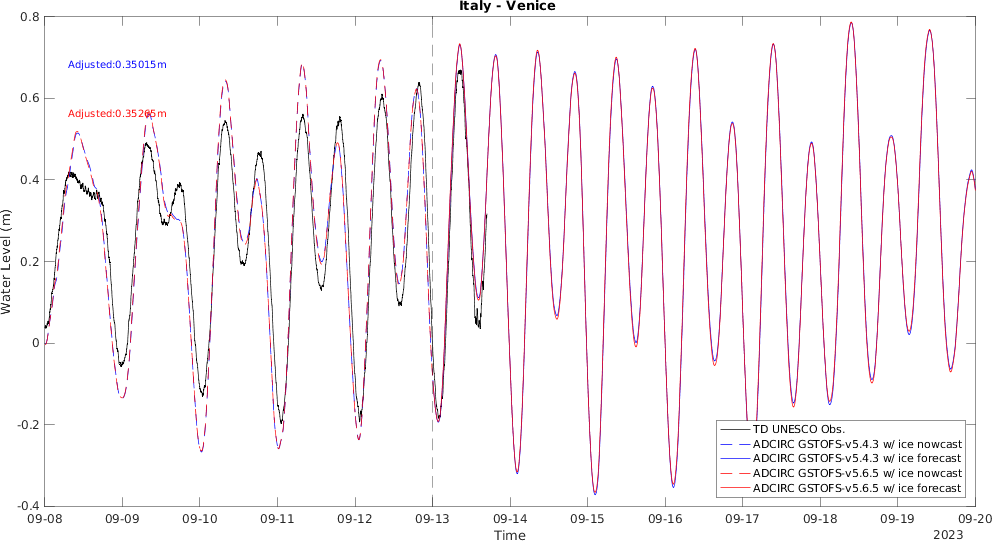 Italy - Venice
0.8
0.6
0.4
0.2
0
-0.2
-0.4
Water Level (m)
Adjusted:0.35015m
Adjusted:0.35265m
TD UNESCO Obs.
ADCIRC GSTOFS-v5.4.3 w/ ice nowcast
ADCIRC GSTOFS-v5.4.3 w/ ice forecast
ADCIRC GSTOFS-v5.6.5 w/ ice nowcast
ADCIRC GSTOFS-v5.6.5 w/ ice forecast
09-08 09-09 09-10 09-11 09-12 09-13 09-14 09-15 09-16 09-17 09-18 09-19 09-20
Time
2023